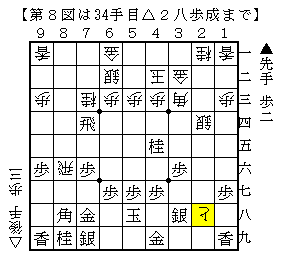 【第８図は34手目△２八歩成まで】
９ ８ ７ ６ ５ ４ ３ ２ １
香 金 桂 香 一
銀 玉 金 二
歩 桂 歩 歩 歩 角 歩 三
飛 銀 四
桂 五
歩 飛 歩 歩 六
歩 歩 歩 歩 七
角 金 玉 銀 と 八
香 桂 銀 金 香 九
▲先手 歩二
△後手 歩三